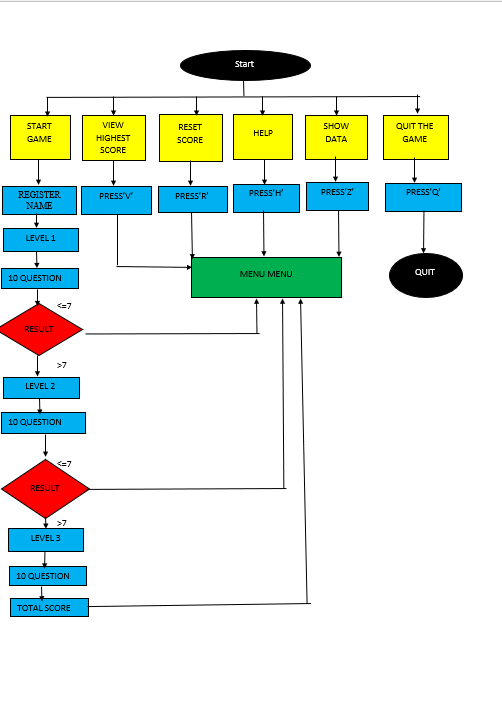 Start
START
GAME
VIEW
HIGHEST
SCORE
RESET
SCORE
HELP
SHOW
DATA
QUIT THE
GAME
REGISTER
NAME
PRESS'V'
PRESS'R'
PRESS'H'
PRESS'Z'
PRESS'Q'
LEVEL 1
10 QUESTION
MENU MENU
QUIT
<=7
RESULT
>7
LEVEL 2
10 QUESTION
<=7
RESULT
>7
LEVEL 3
10 QUESTION
TOTAL SCORE